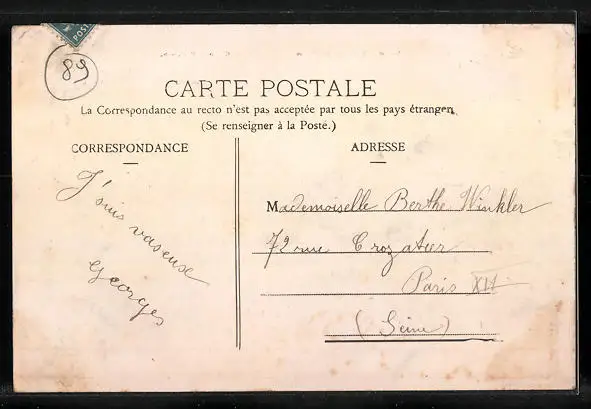 POST
89
CARTE POSTALE
La Correspondance au recto n'est pas acceptée par tous les pays étrangers
(Se renseigner à la Poste.)
CORRESPONDANCE
J'suis vaseuse
Georges
ADRESSE
Mademoiselle Berthe Winkler
72 rue Crozatier
Paris XII
(Seine)